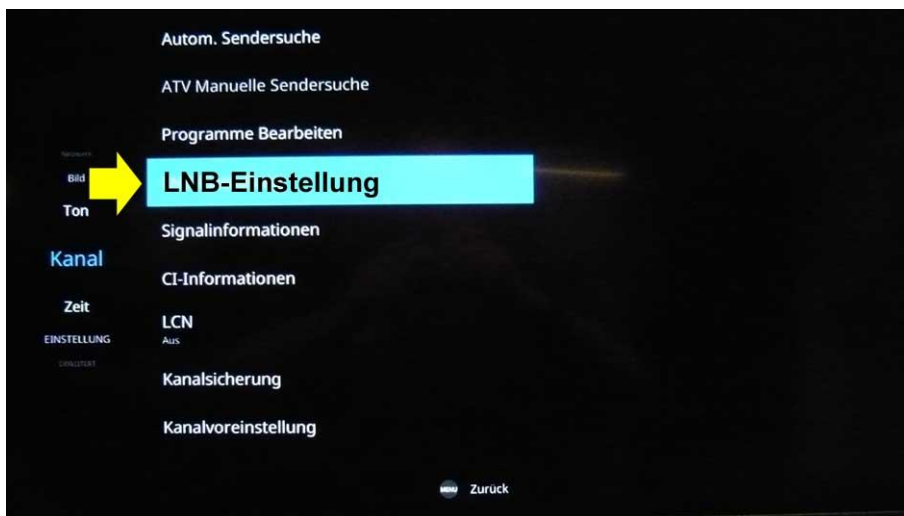 Autom. Sendersuche
ATV Manuelle Sendersuche
Programme Bearbeiten
Bild
LNB-Einstellung
Ton
Signalinformationen
Kanal
CI-Informationen
Zeit
LCN
EINSTELLUNG
Aus
Kanalsicherung
Kanalvoreinstellung
MENU Zurück